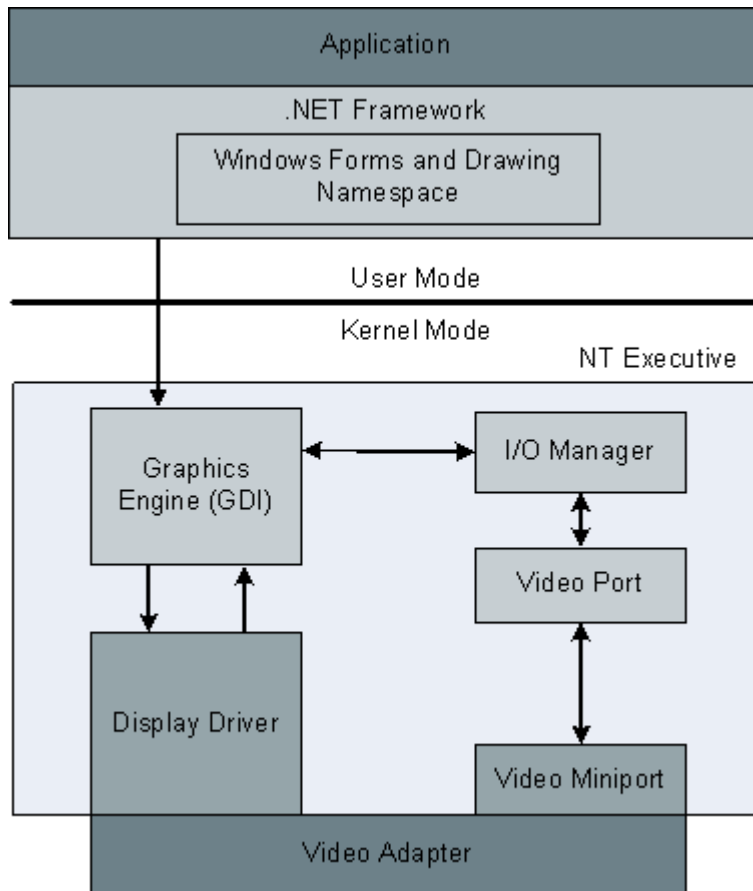 Application
.NET Framework
Windows Forms and Drawing
Namespace
User Mode
Kernel Mode
NT Executive
Graphics
Engine (GDI)
I/O Manager
Video Port
Display Driver
Video Miniport
Video Adapter